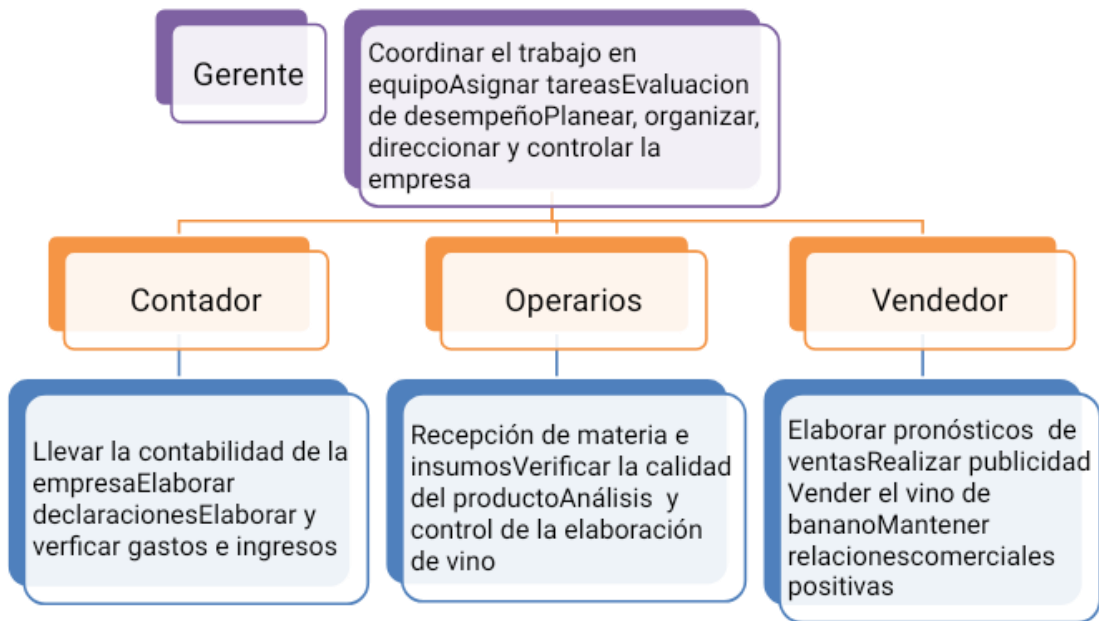 Gerente
Coordinar el trabajo en
equipoAsignar tareasEvaluacion
de desempeñoPlanear, organizar,
direccionar y controlar la
empresa
Contador
Operarios
Vendedor
Llevar la contabilidad de la
empresaElaborar
declaracionesElaborar y
verficar gastos e ingresos
Recepción de materia e
insumosVerificar la calidad
del productoAnálisis y
control de la elaboración
de vino
Elaborar pronósticos de
ventasRealizar publicidad
Vender el vino de
bananoMantener
relacionescomerciales
positivas